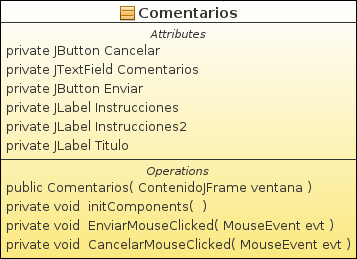 Comentarios
Attributes
private JButton Cancelar
private JTextField Comentarios
private JButton Enviar
private JLabel Instrucciones
private JLabel Instrucciones2
private JLabel Titulo
Operations
public Comentarios( ContenidoJFrame ventana )
private void initComponents( )
private void EnviarMouseClicked( MouseEvent evt )
private void CancelarMouseClicked( MouseEvent evt )